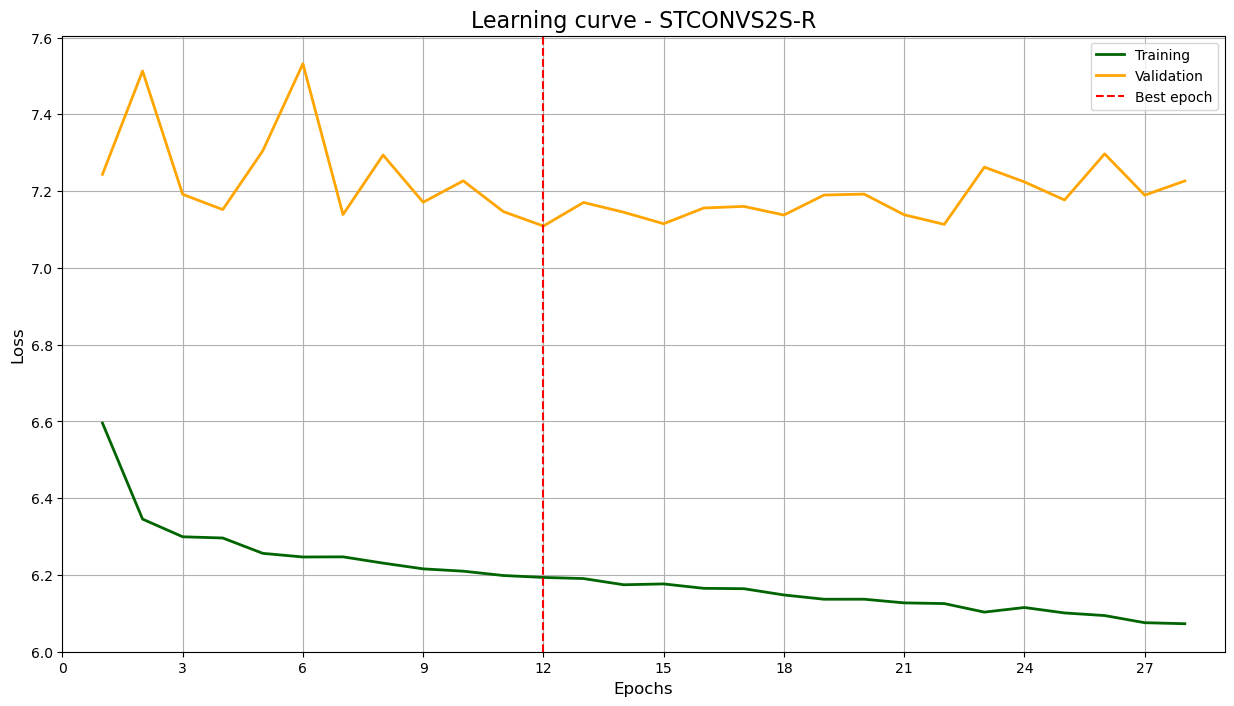 Learning curve - STCONVS2S-R
Training
Validation
Best epoch
Loss
7.6
7.4
7.2
7.0
6.8
6.6
6.4
6.2
6.0
0 3 6 9 12 15 18 21 24 27
Epochs